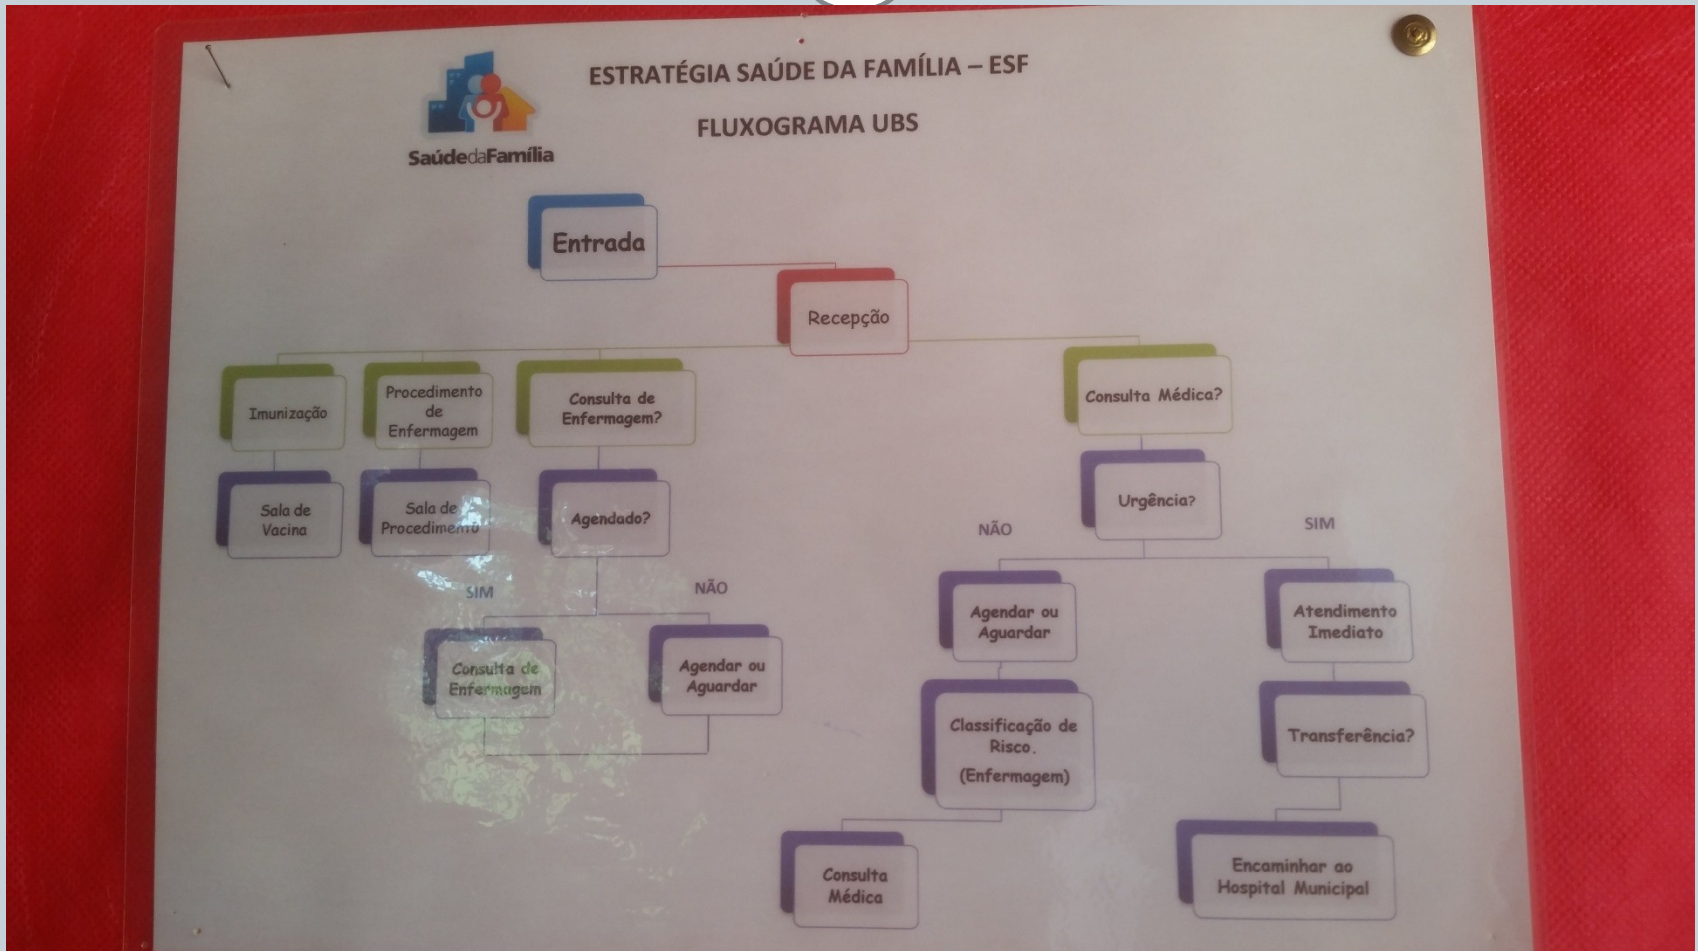 ESTRATÉGIA SAÚDE DA FAMÍLIA – ESF
FLUXOGRAMA UBS
SaúdedaFamília
Entrada
Recepção
Imunização
Procedimento
de
Enfermagem
Consulta de
Enfermagem?
Consulta Médica?
Sala de
Vacina
Sala de
Procedimento
Agendado?
Urgência?
NÃO
SIM
SIM
NÃO
Agendar ou
Aguardar
Atendimento
Imediato
Consulta de
Enfermagem
Agendar ou
Aguardar
Classificação de
Risco.
(Enfermagem)
Transferência?
Consulta
Médica
Encaminhar ao
Hospital Municipal